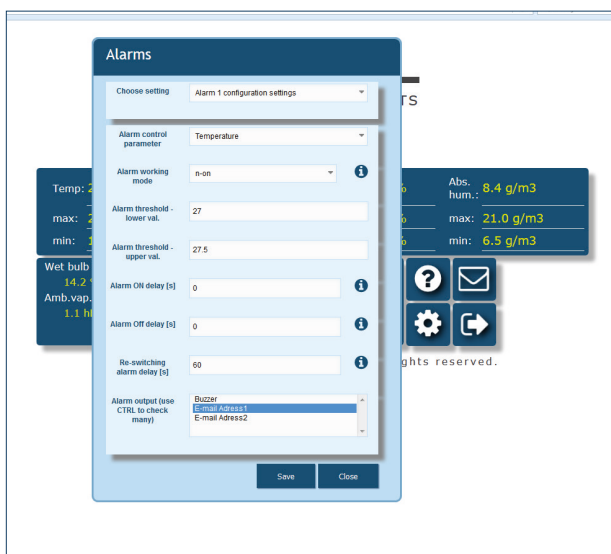 Alarms
Choose setting
Alarm 1 configuration settings
TS
Alarm control
parameter
Temperature
Alarm working
mode
n-on
Alarm threshold -
lower val.
27
Alarm threshold -
upper val.
27.5
Alarm ON delay [s]
0
Alarm Off delay [s]
0
Re-switching
alarm delay [s]
60
Alarm output (use
CTRL to check
many)
Buzzer
E-mail Adress1
E-mail Adress2
Save
Close
Temp:
max:
min:
Abs.
hum.:
8.4 g/m3
max: 21.0 g/m3
min: 6.5 g/m3
Wet bulb
14.2
Amb.vap.
1.1
ghts reserved.